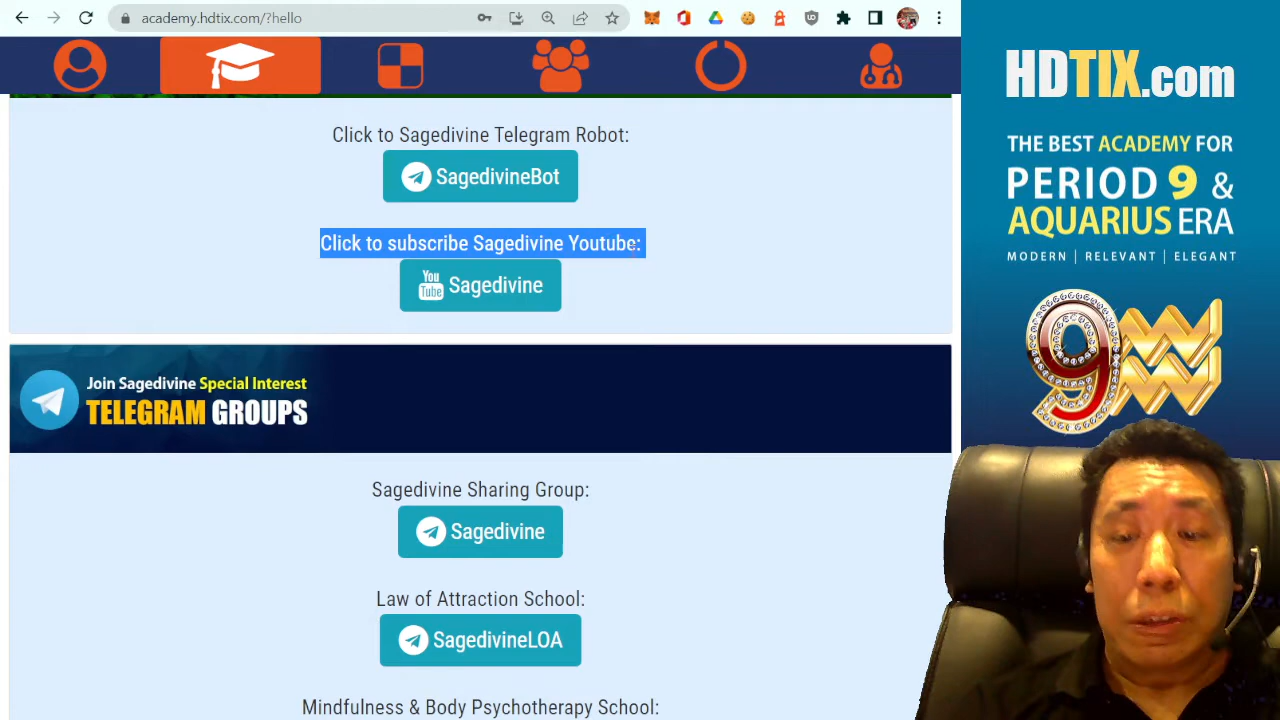 academy.hdtix.com/?hello
Click to Sagedivine Telegram Robot:
SagedivineBot
Click to subscribe Sagedivine Youtube:
You
Tube
Sagedivine
Join Sagedivine Special Interest
TELEGRAM GROUPS
Sagedivine Sharing Group:
Sagedivine
Law of Attraction School:
SagedivineLOA
Mindfulness & Body Psychotherapy School:
HDTIX.com
THE BEST ACADEMY FOR
PERIOD 9 &
AQUARIUS ERA
MODERN | RELEVANT | ELEGANT
9